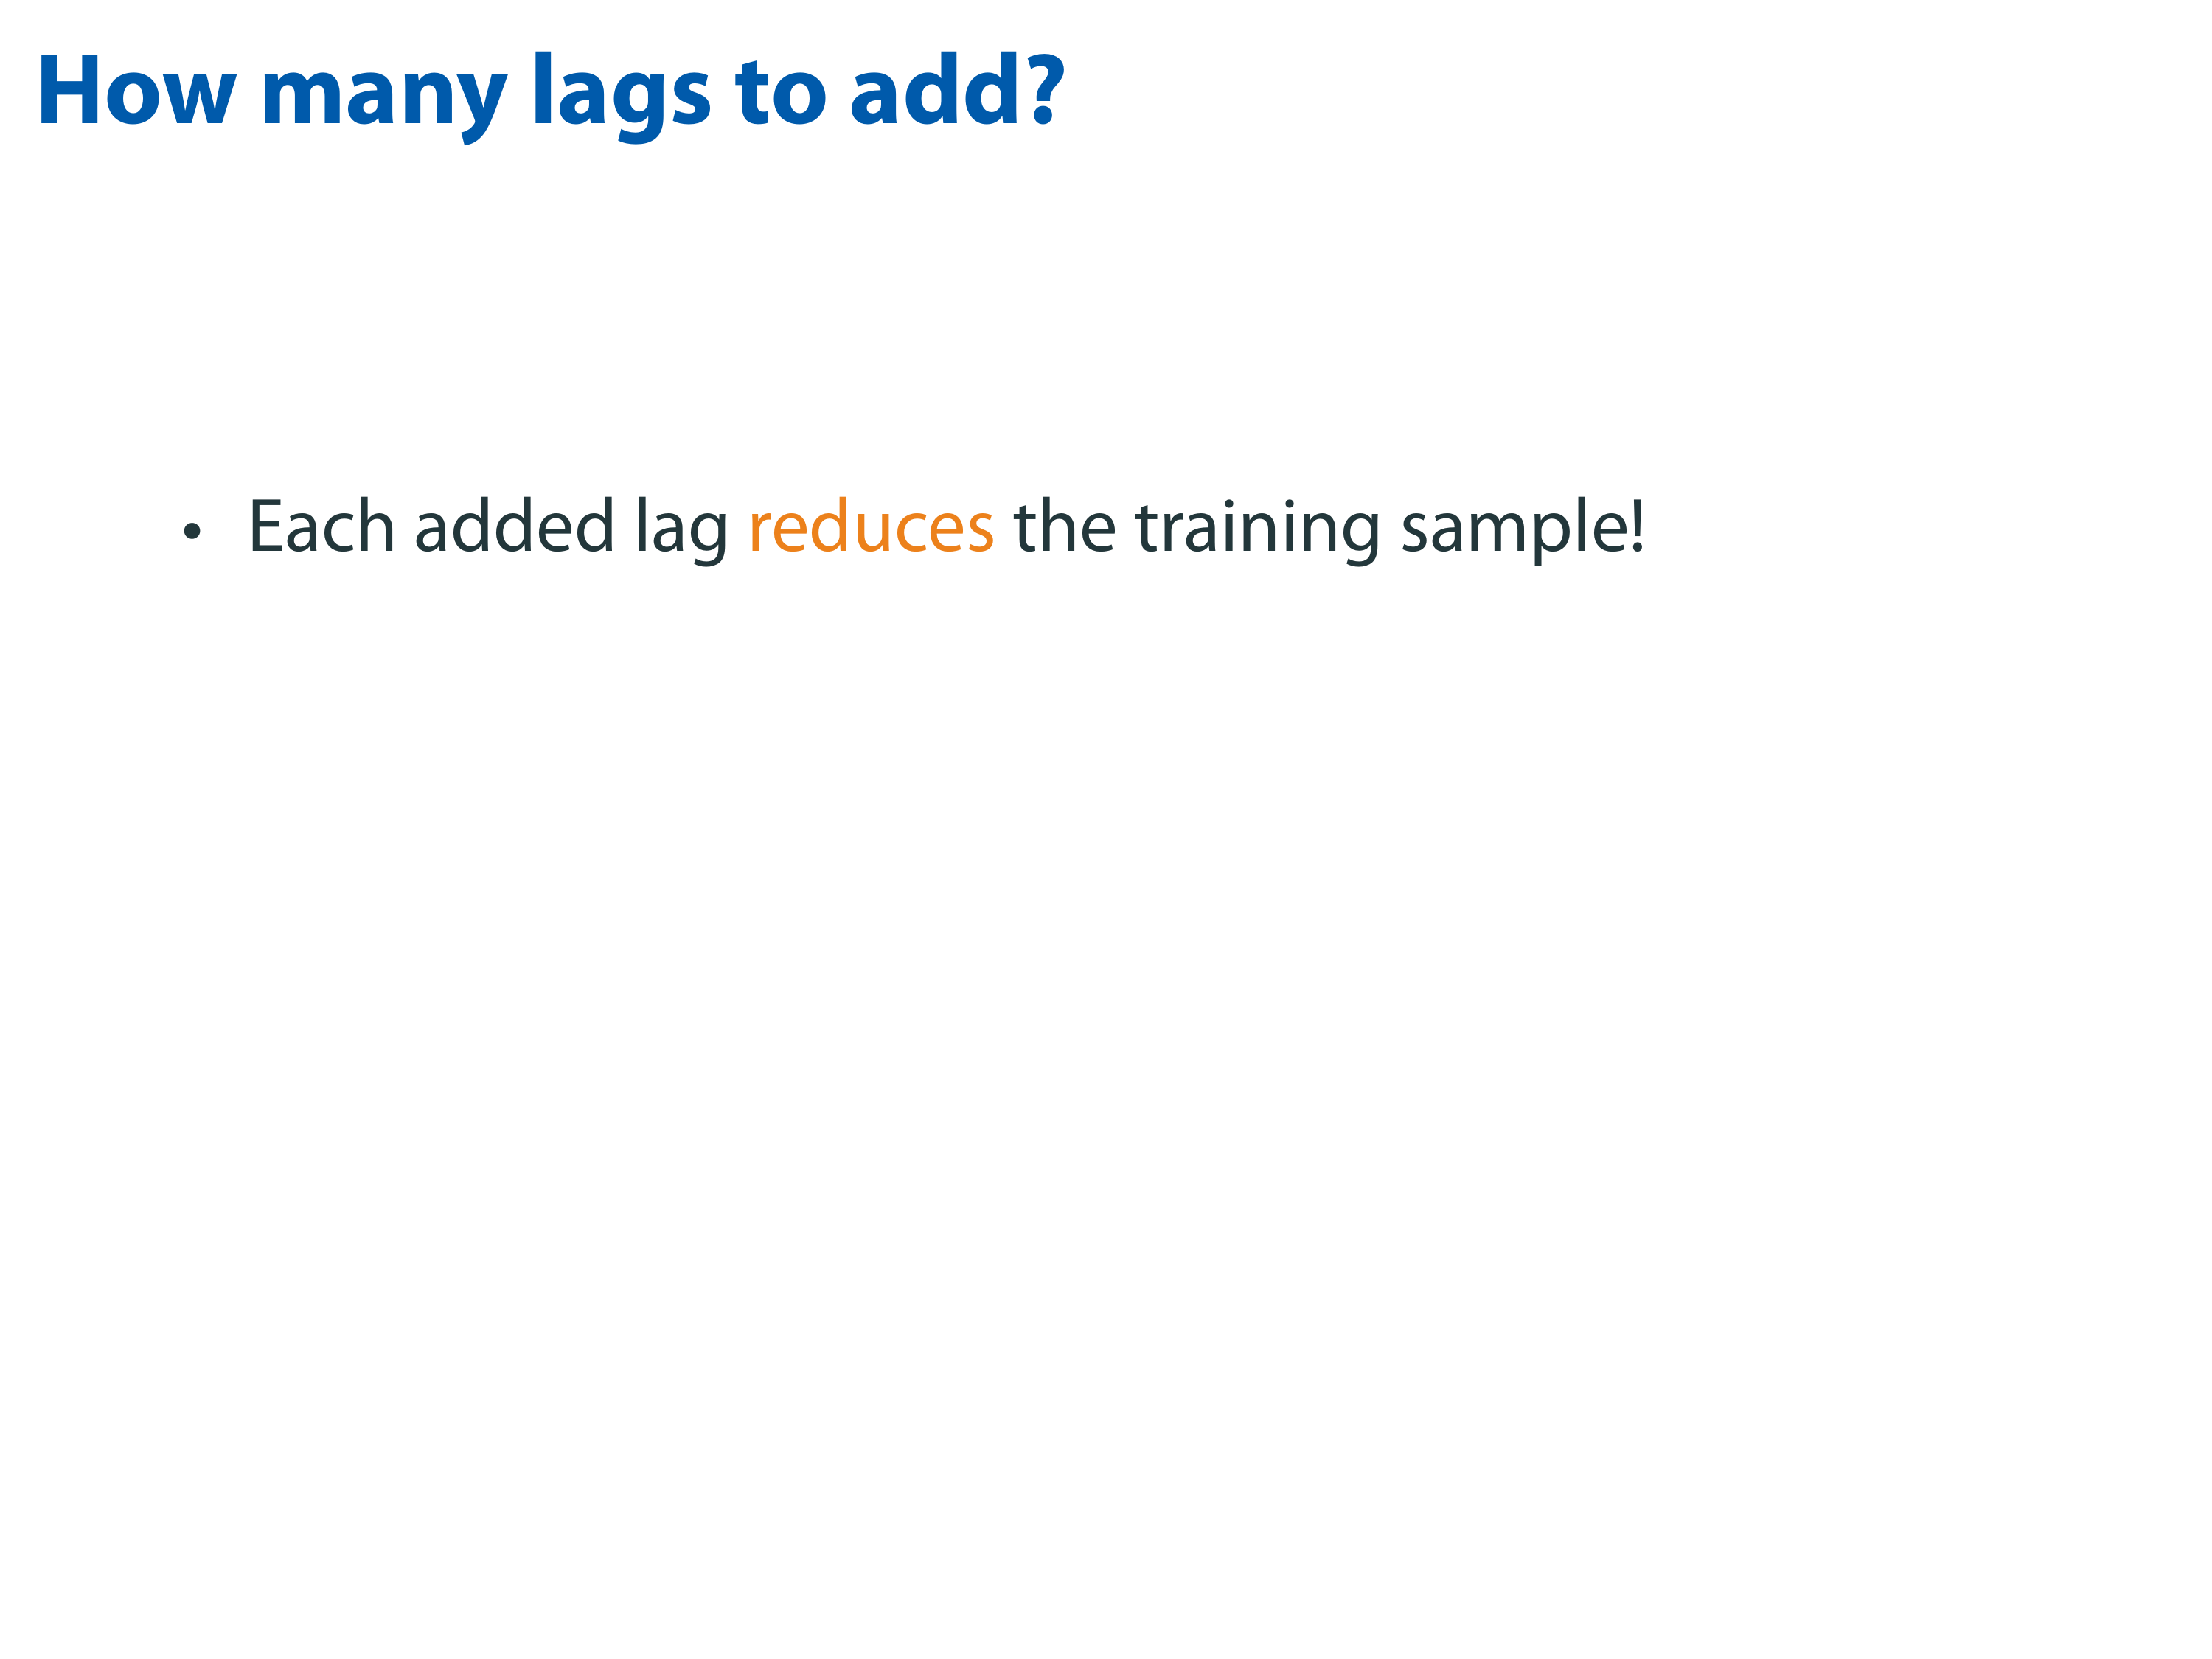 How many lags to add?
• Each added lag reduces the training sample!